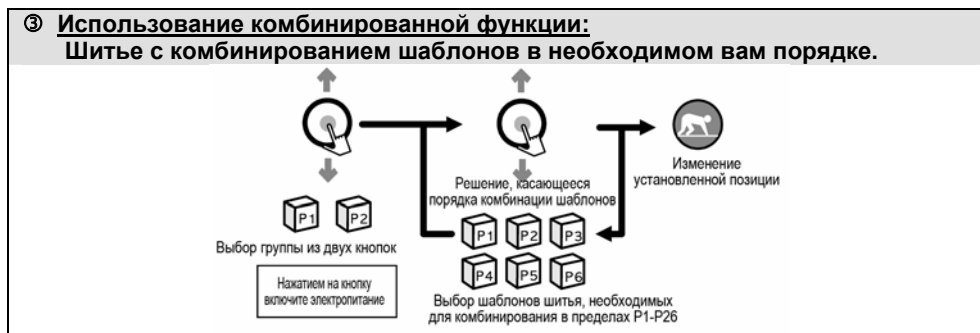 ③ Использование комбинированной функции:
Шитье с комбинированием шаблонов в необходимом вам порядке.
Изменение
установленной позиции
Решение, касающееся
порядка комбинации шаблонов
P1 P2
P1 P2 P3
Выбор группы из двух кнопок
P4 P5 P6
Нажатием на кнопку
включите электропитание
Выбор шаблонов шитья, необходимых
для комбинирования в пределах P1-P26